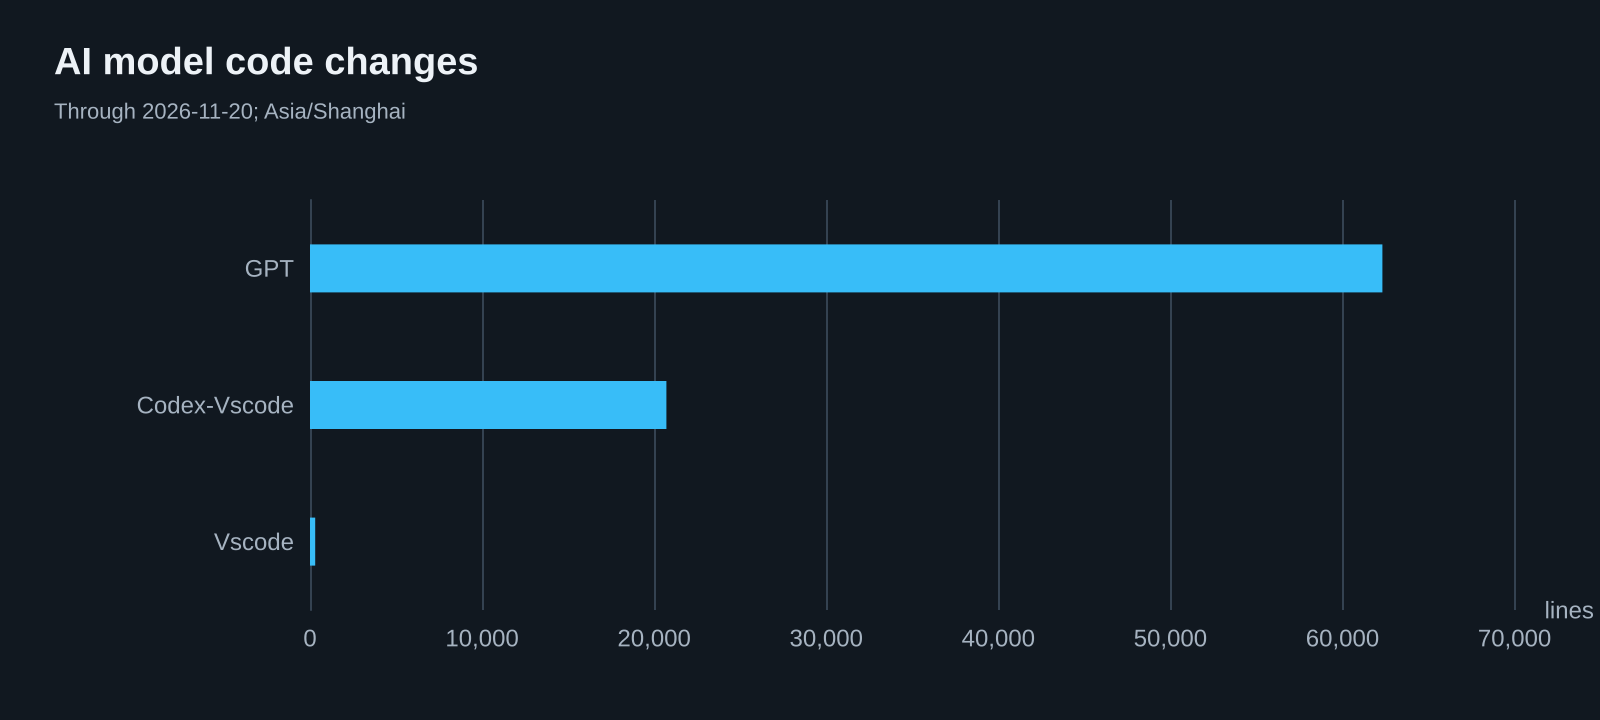 AI model code changes
Through 2026-11-20; Asia/Shanghai
GPT
Codex-Vscode
Vscode
lines
0 10,000 20,000 30,000 40,000 50,000 60,000 70,000